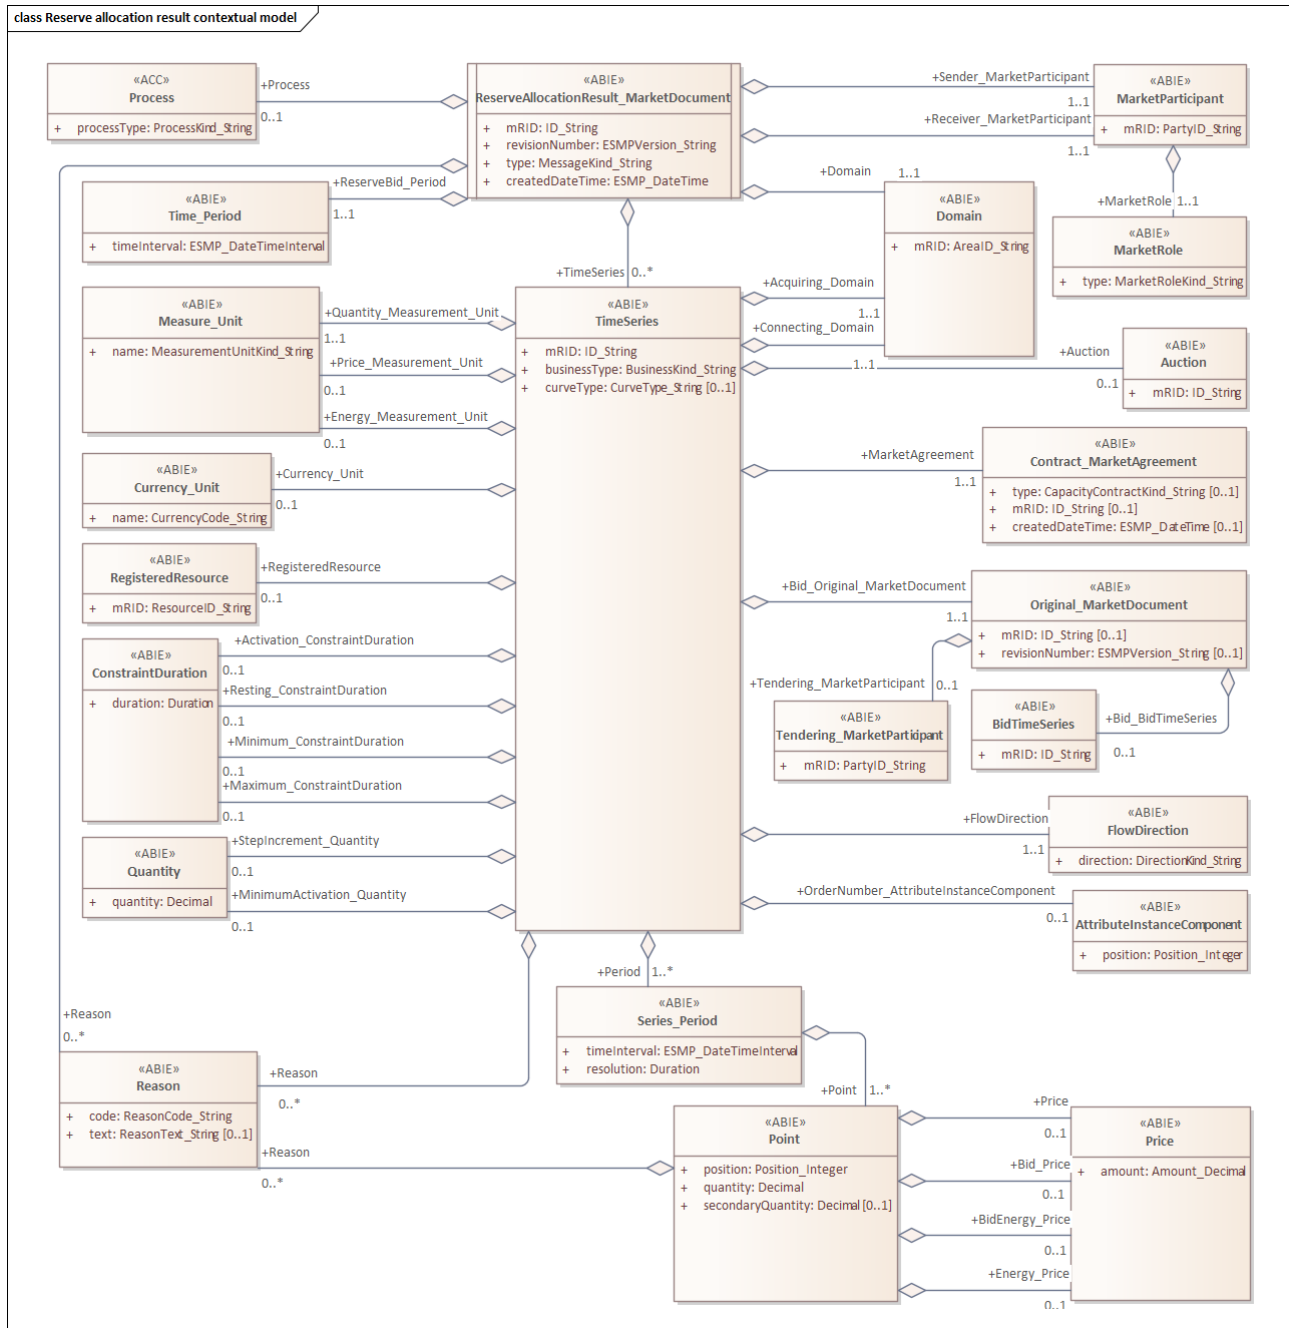 class Reserve allocation result contextual model
«ACC»
Process
+ processType: ProcessKind_String
+Process
0..1
«ABIE»
ReserveAllocationResult_MarketDocument
+ mRID: ID_String
+ revisionNumber: ESMPVersion_String
+ type: MessageKind_String
+ createdDateTime: ESMP_DateTime
+Sender_MarketParticipant
1..1
+Receiver_MarketParticipant
1..1
«ABIE»
MarketParticipant
+ mRID: PartyID_String
+MarketRole 1..1
«ABIE»
MarketRole
+ type: MarketRoleKind_String
+ReserveBid_Period
1..1
«ABIE»
Time_Period
+ timeInterval: ESMP_DateTimeInterval
+Domain
1..1
«ABIE»
Domain
+ mRID: AreaID_String
+TimeSeries 0..*
+Acquiring_Domain
1..1
+Connecting_Domain
1..1
«ABIE»
Measure_Unit
+ name: MeasurementUnitKind_String
+Quantity_Measurement_Unit
1..1
+Price_Measurement_Unit
0..1
+Energy_Measurement_Unit
0..1
«ABIE»
TimeSeries
+ mRID: ID_String
+ businessType: BusinessKind_String
+ curveType: CurveType_String [0..1]
+Auction
0..1
«ABIE»
Auction
+ mRID: ID_String
«ABIE»
Currency_Unit
+ name: CurrencyCode_String
+Currency_Unit
0..1
+MarketAgreement
1..1
«ABIE»
Contract_MarketAgreement
+ type: CapacityContractKind_String [0..1]
+ mRID: ID_String [0..1]
+ createdDateTime: ESMP_DateTime [0..1]
«ABIE»
RegisteredResource
+ mRID: ResourceID_String
+RegisteredResource
0..1
+Bid_Original_MarketDocument
1..1
«ABIE»
Original_MarketDocument
+ mRID: ID_String [0..1]
+ revisionNumber: ESMPVersion_String [0..1]
+Tendering_MarketParticipant
0..1
«ABIE»
Tendering_MarketParticipant
+ mRID: PartyID_String
«ABIE»
BidTimeSeries
+ mRID: ID_String
+Bid_BidTimeSeries
0..1
«ABIE»
ConstraintDuration
+ duration: Duration
+Activation_ConstraintDuration
0..1
+Resting_ConstraintDuration
0..1
+Minimum_ConstraintDuration
0..1
+Maximum_ConstraintDuration
0..1
«ABIE»
Quantity
+ quantity: Decimal
+StepIncrement_Quantity
0..1
+MinimumActivation_Quantity
0..1
+FlowDirection
1..1
«ABIE»
FlowDirection
+ direction: DirectionKind_String
+OrderNumber_AttributeInstanceComponent
0..1
«ABIE»
AttributeInstanceComponent
+ position: Position_Integer
+Period 1..*
«ABIE»
Series_Period
+ timeInterval: ESMP_DateTimeInterval
+ resolution: Duration
+Reason
0..*
«ABIE»
Reason
+ code: ReasonCode_String
+ text: ReasonText_String [0..1]
+Reason
0..*
+Reason
0..*
+Point 1..*
«ABIE»
Point
+ position: Position_Integer
+ quantity: Decimal
+ secondaryQuantity: Decimal [0..1]
+Price
0..1
+Bid_Price
0..1
+BidEnergy_Price
0..1
+Energy_Price
0..1
«ABIE»
Price
+ amount: Amount_Decimal